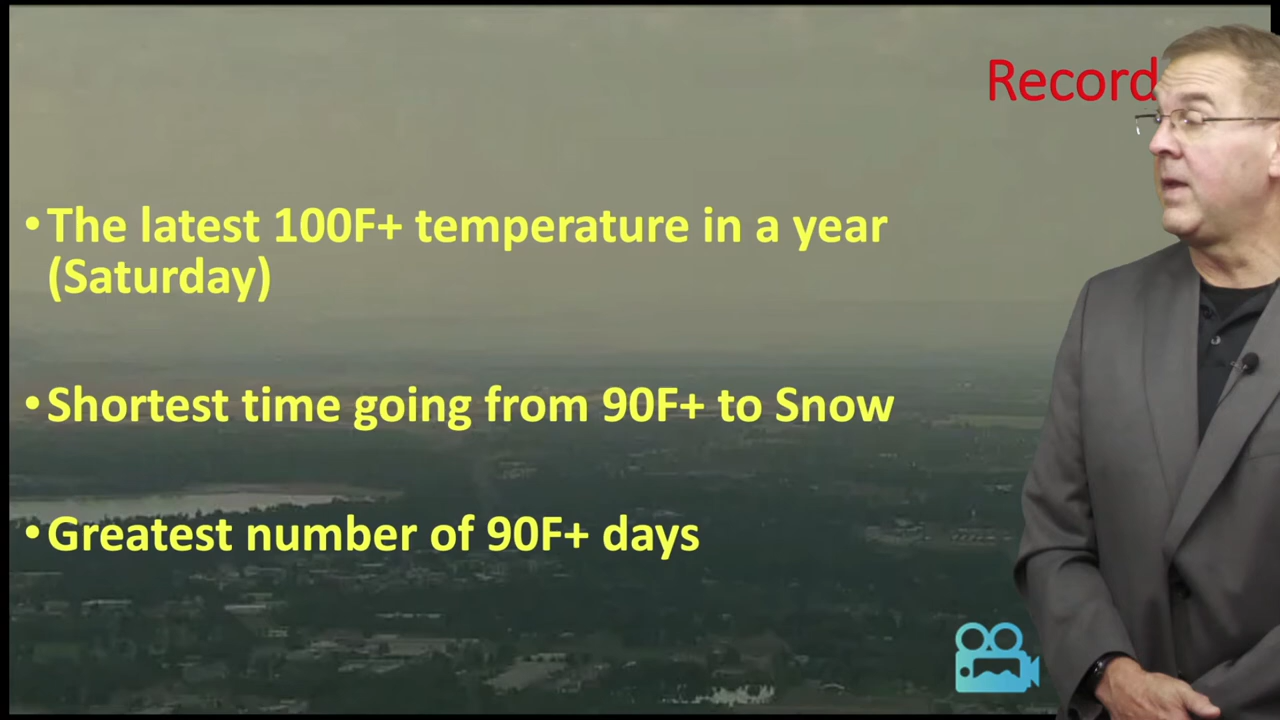 Record
• The latest 100F+ temperature in a year
(Saturday)
• Shortest time going from 90F+ to Snow
• Greatest number of 90F+ days